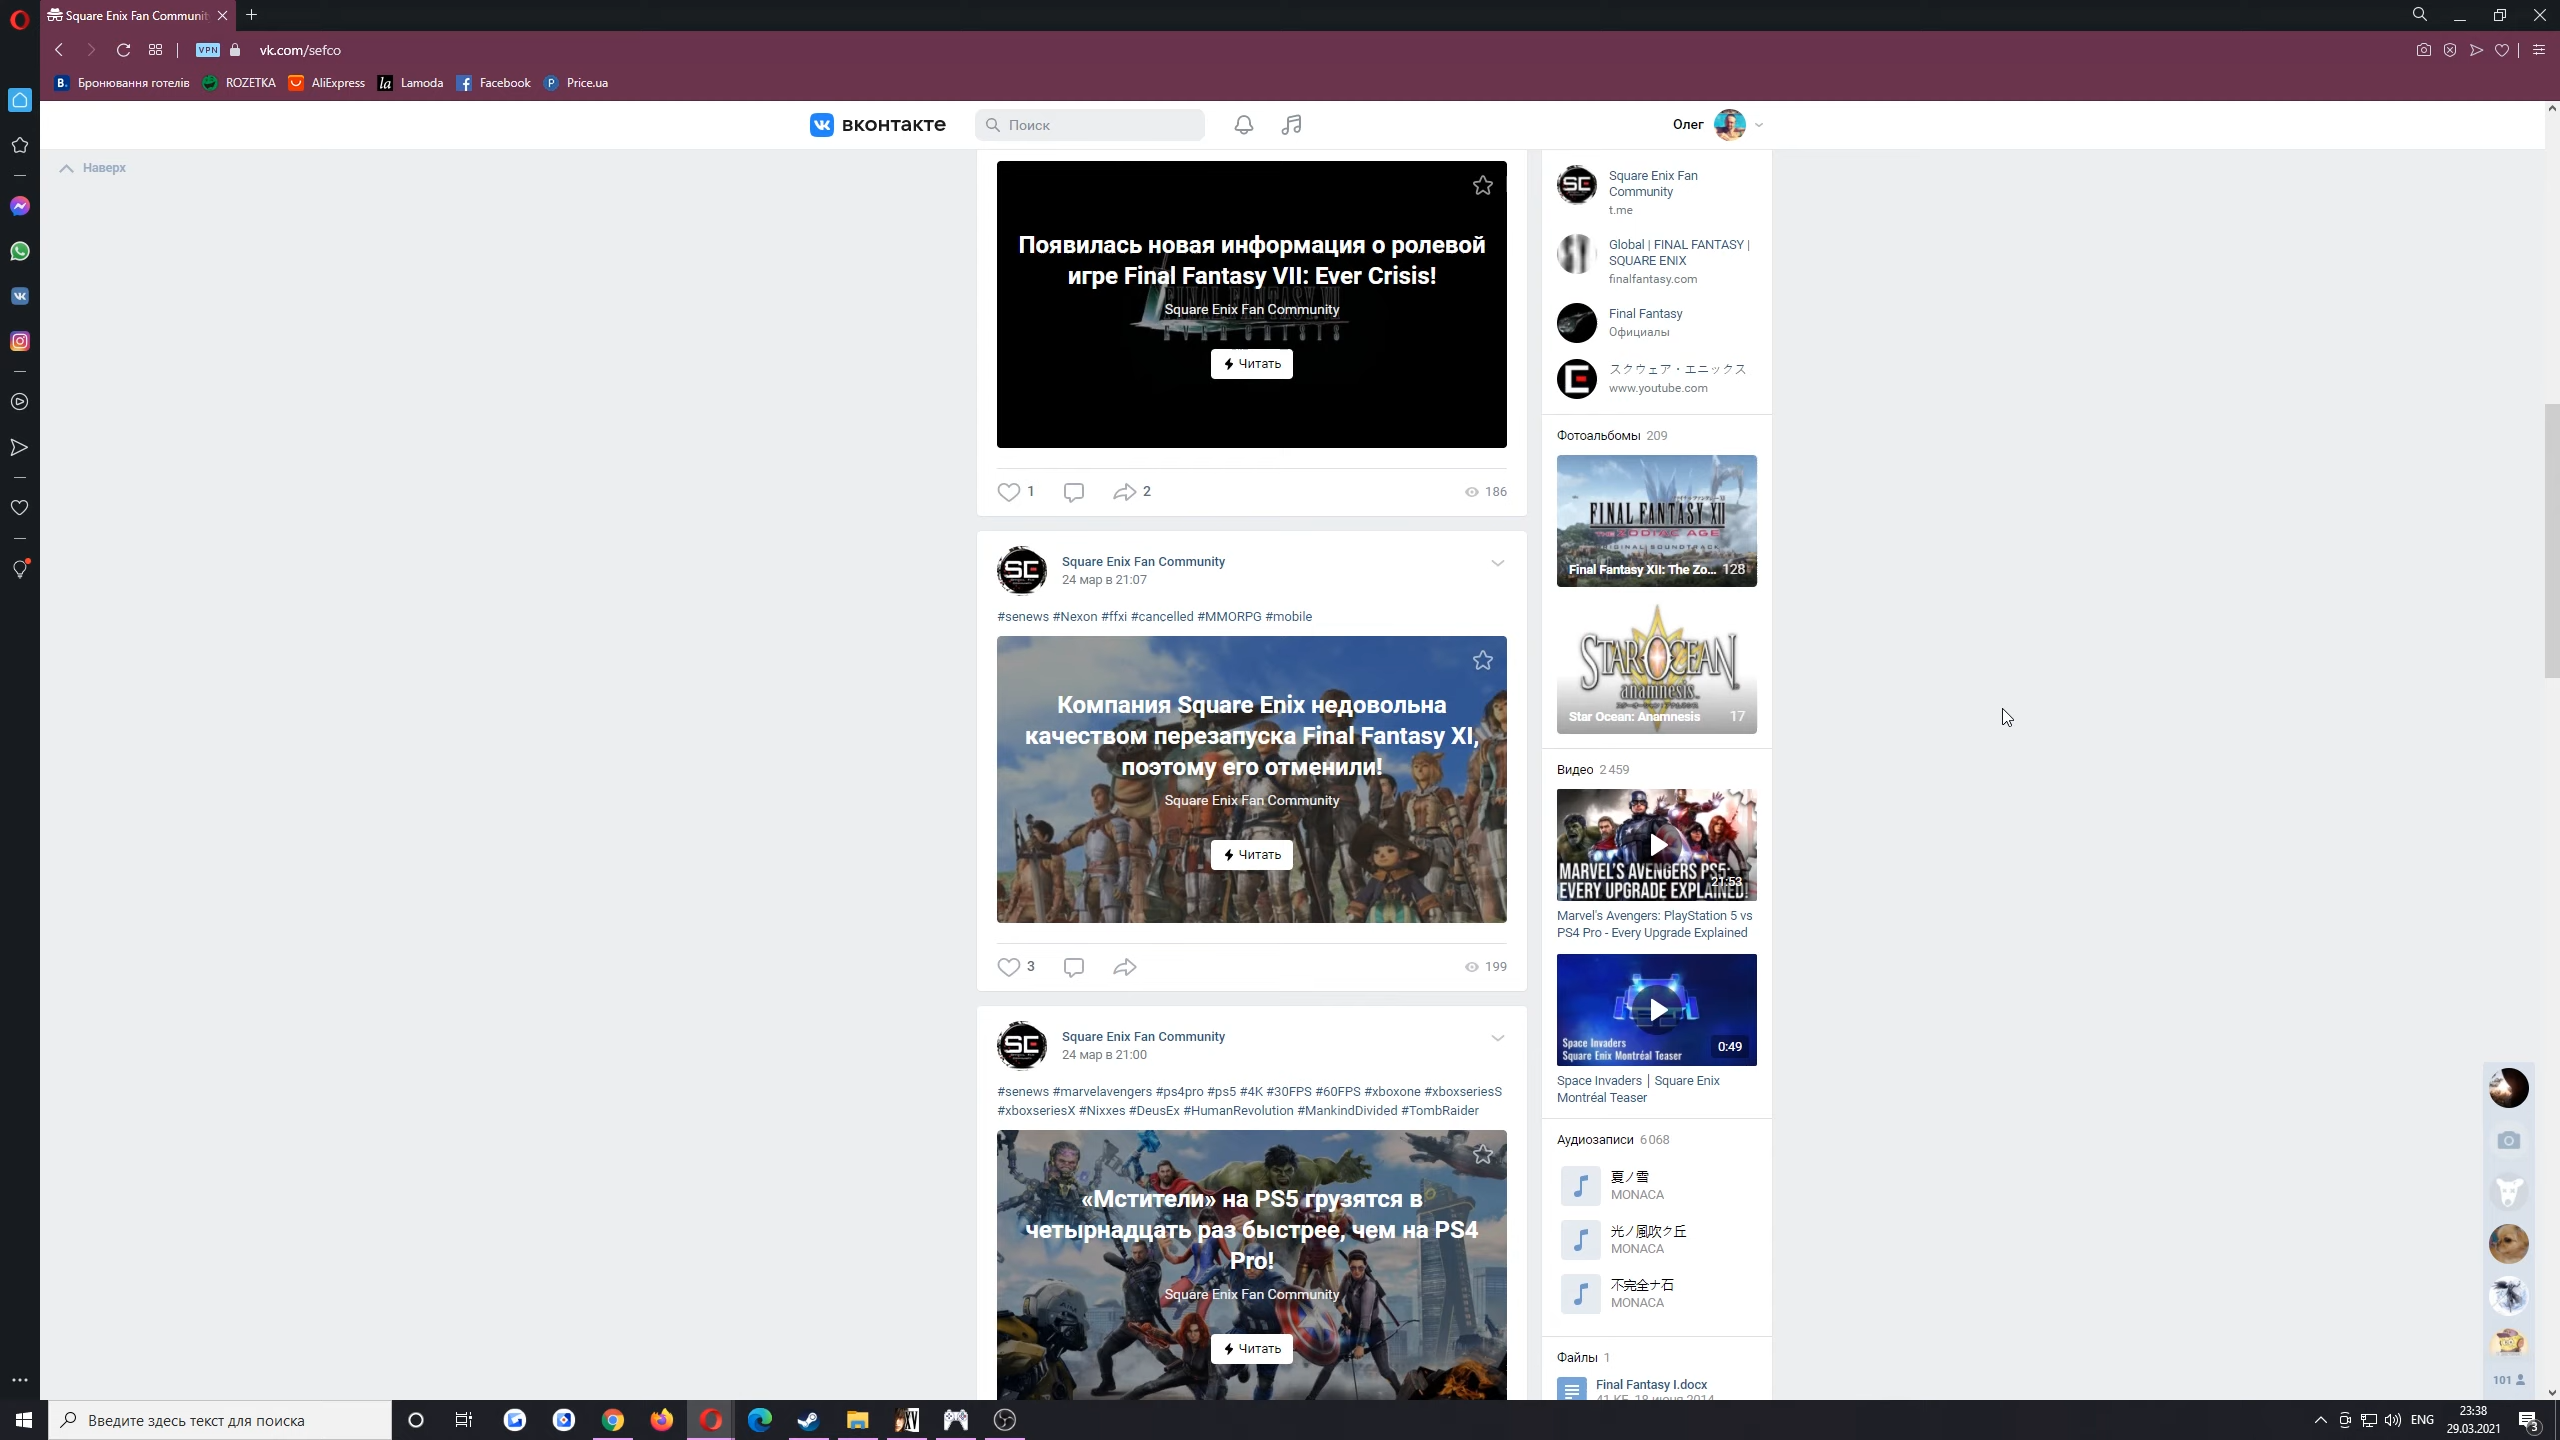 Square Enix Fan Communit
vk.com/sefco
VPN
Бронювання готелів
ROZETKA
AliExpress
Lamoda
Facebook
Price.ua
вконтакте
Поиск
Олег
Наверх
Появилась новая информация о ролевой
игре Final Fantasy VII: Ever Crisis!
Square Enix Fan Community
Читать
1
2
186
Square Enix Fan Community
24 мар в 21:07
#senews #Nexon #ffxi #cancelled #MMORPG #mobile
Компания Square Enix недовольна
качеством перезапуска Final Fantasy XI,
поэтому его отменили!
Square Enix Fan Community
Читать
3
199
Square Enix Fan Community
24 мар в 21:00
#senews #marvelavengers #ps4pro #ps5 #4K #30FPS #60FPS #xboxone #xboxseriesS
#xboxseriesX #Nixxes #DeusEx #HumanRevolution #MankindDivided #TombRaider
«Мстители» на PS5 грузятся в
четырнадцать раз быстрее, чем на PS4
Pro!
Square Enix Fan Community
Читать
Square Enix Fan
Community
t.me
Global | FINAL FANTASY |
SQUARE ENIX
finalfantasy.com
Final Fantasy
Официалы
スクウェア・エニックス
www.youtube.com
Фотоальбомы 209
FINAL FANTASY XII
THE ZODIAC AGE
ORIGINAL SOUNDTRACK
Final Fantasy XII: The Zo... 128
STAR OCEAN
anamnesis
Star Ocean: Anamnesis 17
Видео 2 459
MARVEL'S AVENGERS PS5:
EVERY UPGRADE EXPLAINED!
21:53
Marvel's Avengers: PlayStation 5 vs
PS4 Pro - Every Upgrade Explained
Space Invaders
Square Enix Montréal Teaser
0:49
Space Invaders | Square Enix
Montréal Teaser
Аудиозаписи 6 068
夏ノ雪
MONACA
光ノ風吹ク丘
MONACA
不完全ナ石
MONACA
Файлы 1
Final Fantasy I.docx
41 КБ, 18 июня 2014
101
Введите здесь текст для поиска
ENG
23:38
29.03.2021
3